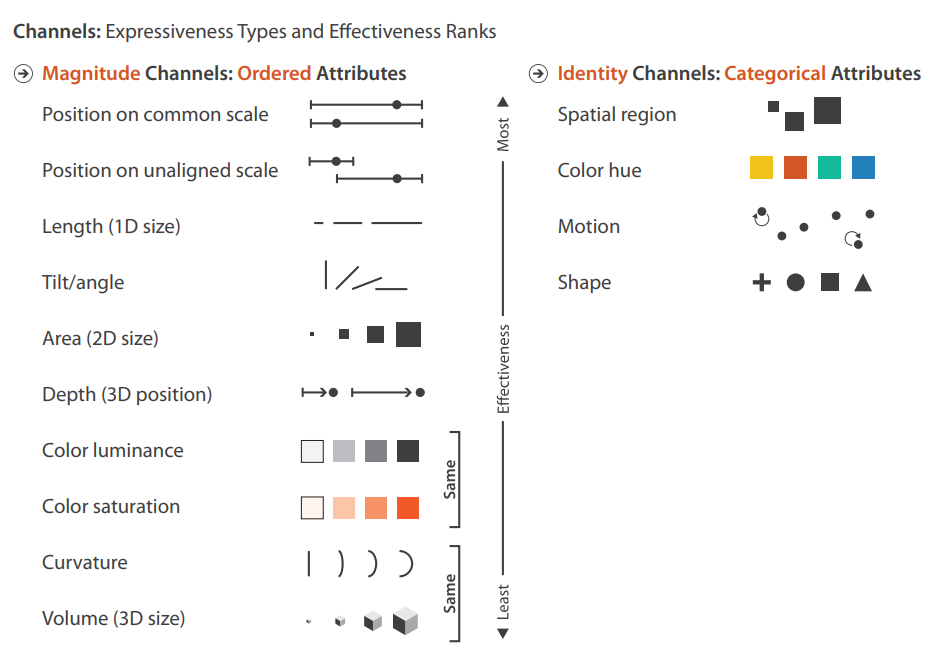 Channels: Expressiveness Types and Effectiveness Ranks
Magnitude Channels: Ordered Attributes
Position on common scale
Position on unaligned scale
Length (1D size)
Tilt/angle
Area (2D size)
Depth (3D position)
Color luminance
Color saturation
Curvature
Volume (3D size)
Same
Same
Most
Effectiveness
Least
Identity Channels: Categorical Attributes
Spatial region
Color hue
Motion
Shape